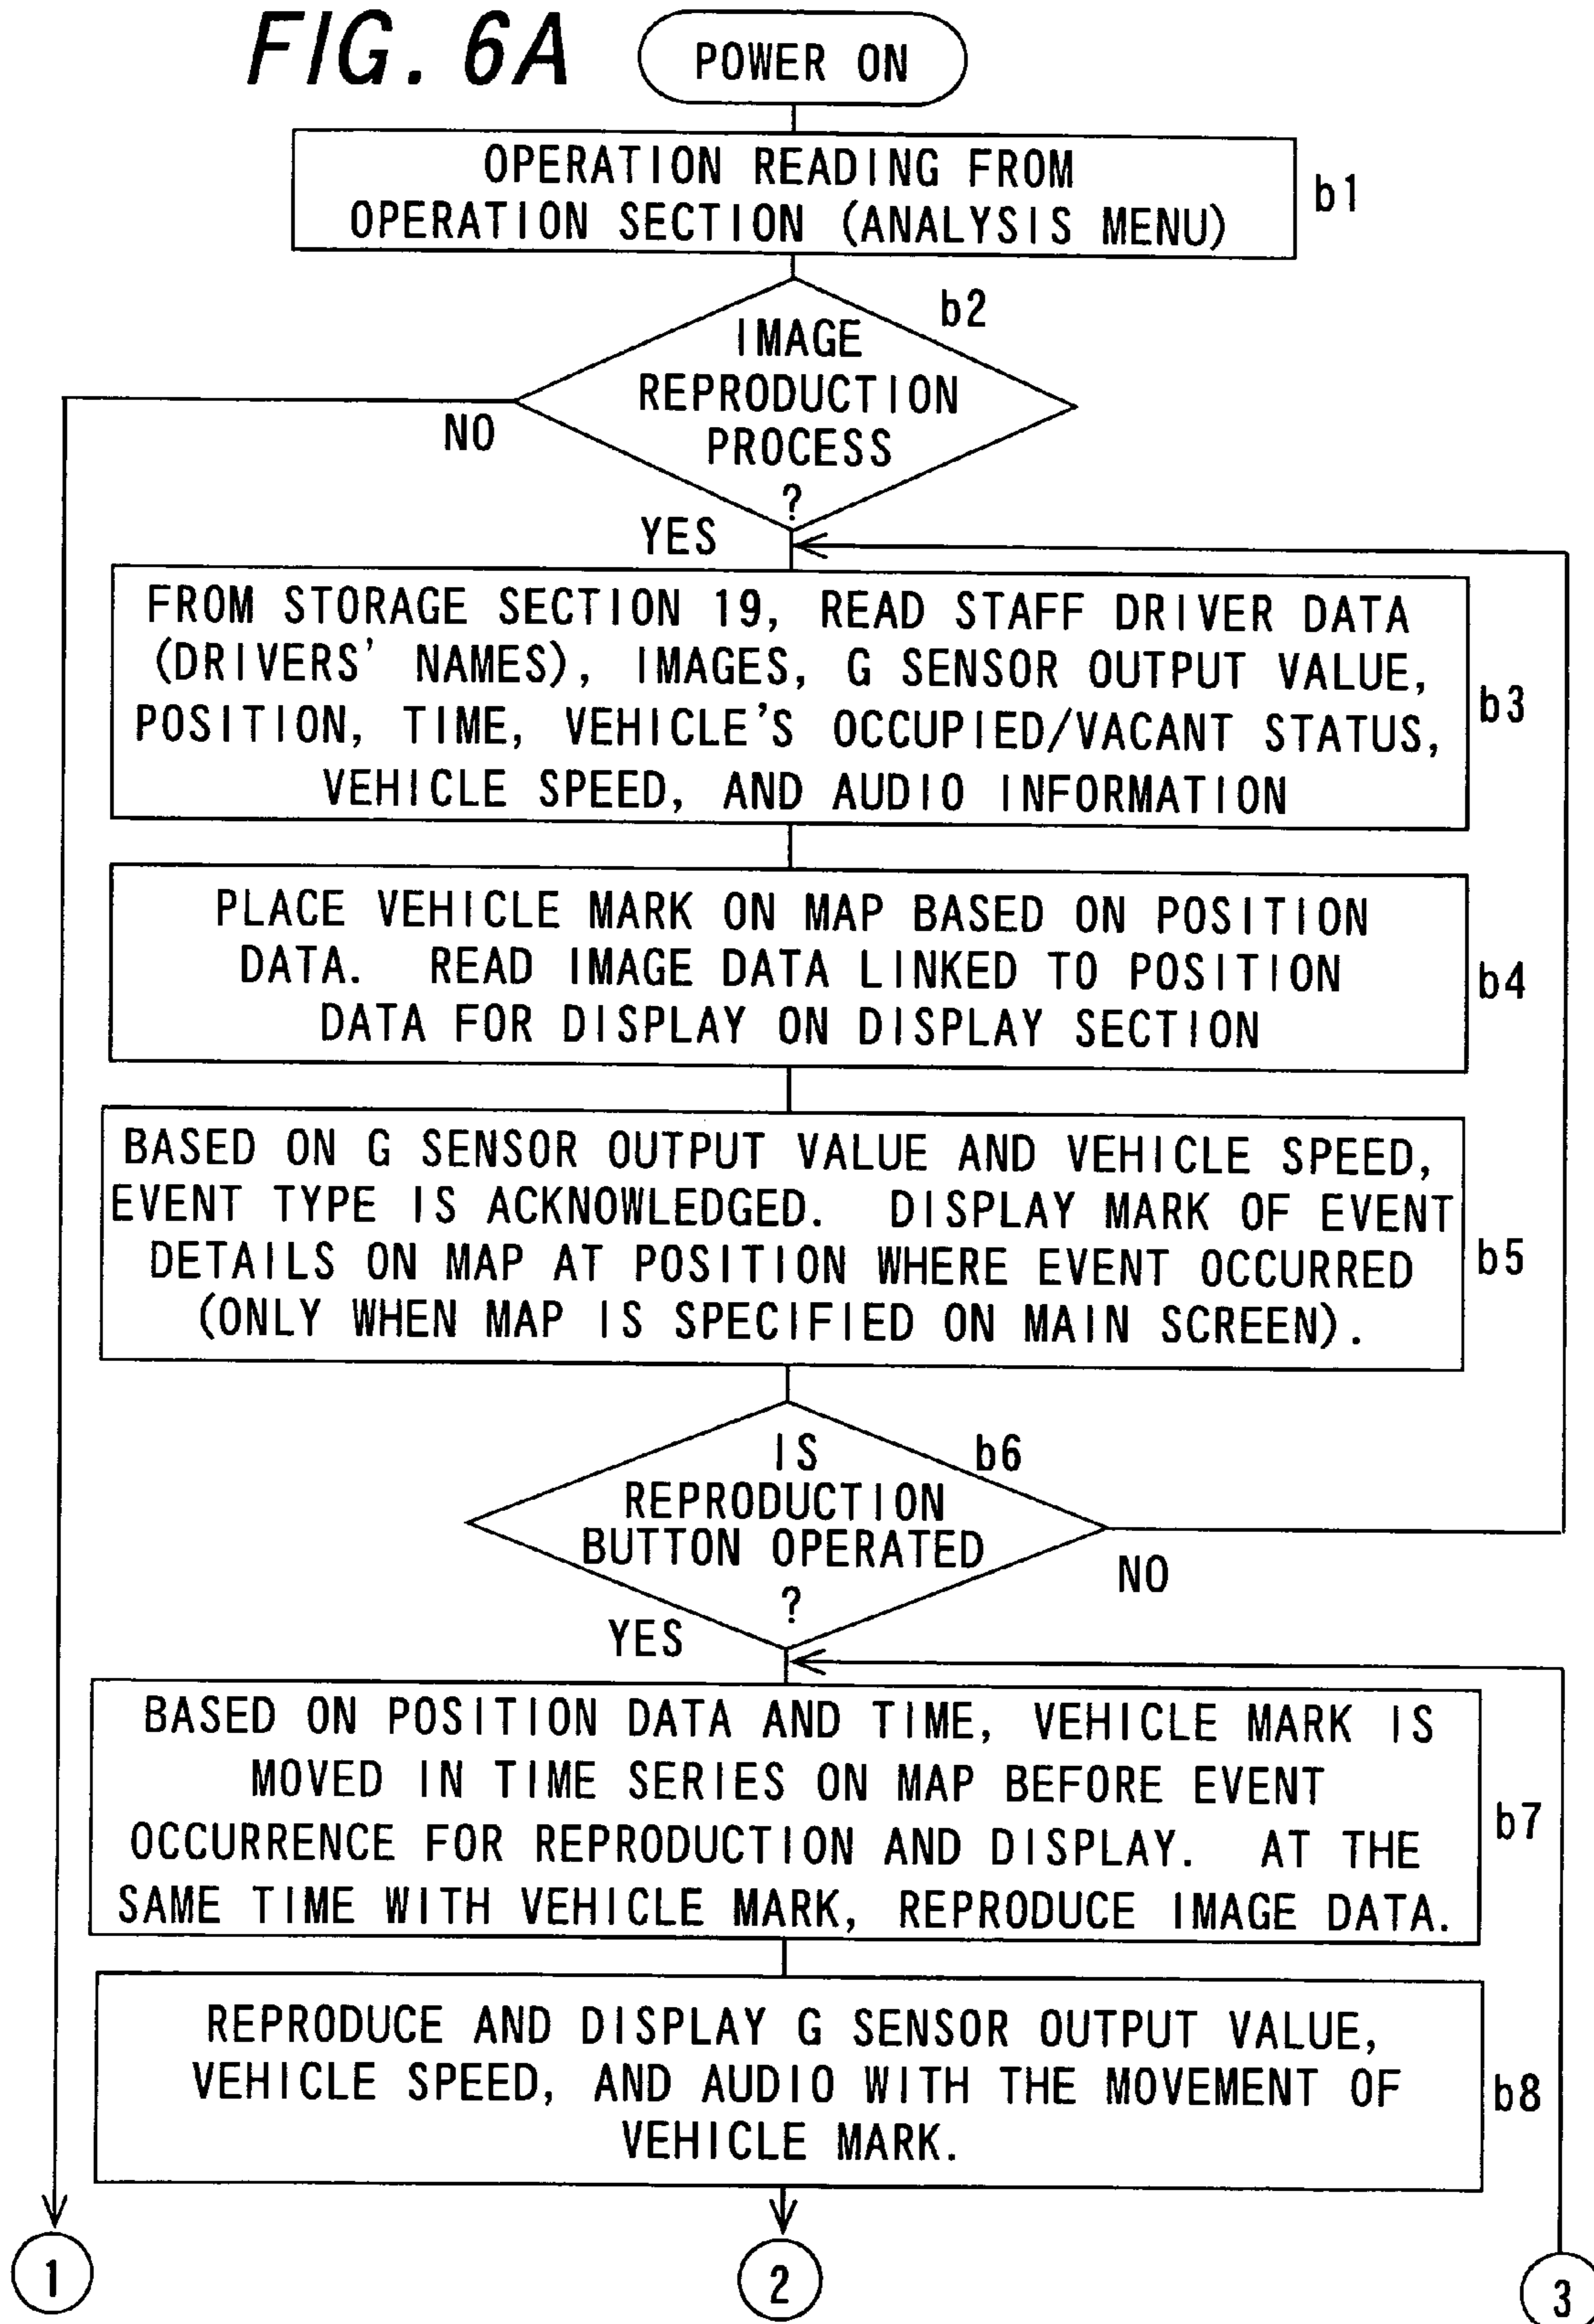 FIG. 6A
POWER ON
OPERATION READING FROM
OPERATION SECTION (ANALYSIS MENU)
b1
b2
IMAGE
REPRODUCTION
PROCESS
?
NO
YES
FROM STORAGE SECTION 19, READ STAFF DRIVER DATA
(DRIVERS' NAMES), IMAGES, G SENSOR OUTPUT VALUE,
POSITION, TIME, VEHICLE'S OCCUPIED/VACANT STATUS,
VEHICLE SPEED, AND AUDIO INFORMATION
b3
PLACE VEHICLE MARK ON MAP BASED ON POSITION
DATA. READ IMAGE DATA LINKED TO POSITION
DATA FOR DISPLAY ON DISPLAY SECTION
b4
BASED ON G SENSOR OUTPUT VALUE AND VEHICLE SPEED,
EVENT TYPE IS ACKNOWLEDGED. DISPLAY MARK OF EVENT
DETAILS ON MAP AT POSITION WHERE EVENT OCCURRED
(ONLY WHEN MAP IS SPECIFIED ON MAIN SCREEN).
b5
IS
REPRODUCTION
BUTTON OPERATED
?
b6
NO
YES
BASED ON POSITION DATA AND TIME, VEHICLE MARK IS
MOVED IN TIME SERIES ON MAP BEFORE EVENT
OCCURRENCE FOR REPRODUCTION AND DISPLAY. AT THE
SAME TIME WITH VEHICLE MARK, REPRODUCE IMAGE DATA.
b7
REPRODUCE AND DISPLAY G SENSOR OUTPUT VALUE,
VEHICLE SPEED, AND AUDIO WITH THE MOVEMENT OF
VEHICLE MARK.
b8
1
2
3